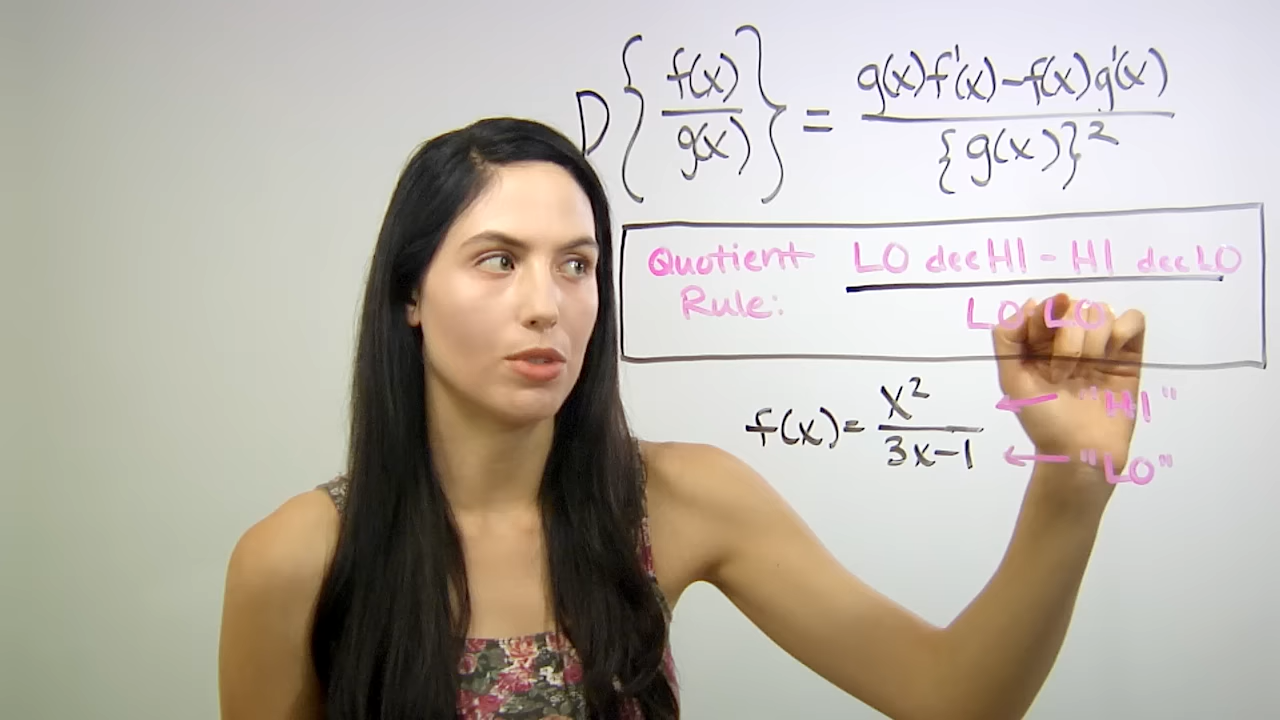 D { f(x) / g(x) } = g(x)f'(x)-f(x)g'(x) / {g(x)}²
Quotient Rule: LO dee HI - HI dee LO / LO LO
f(x)= x² / 3x-1
← "HI"
← "LO"